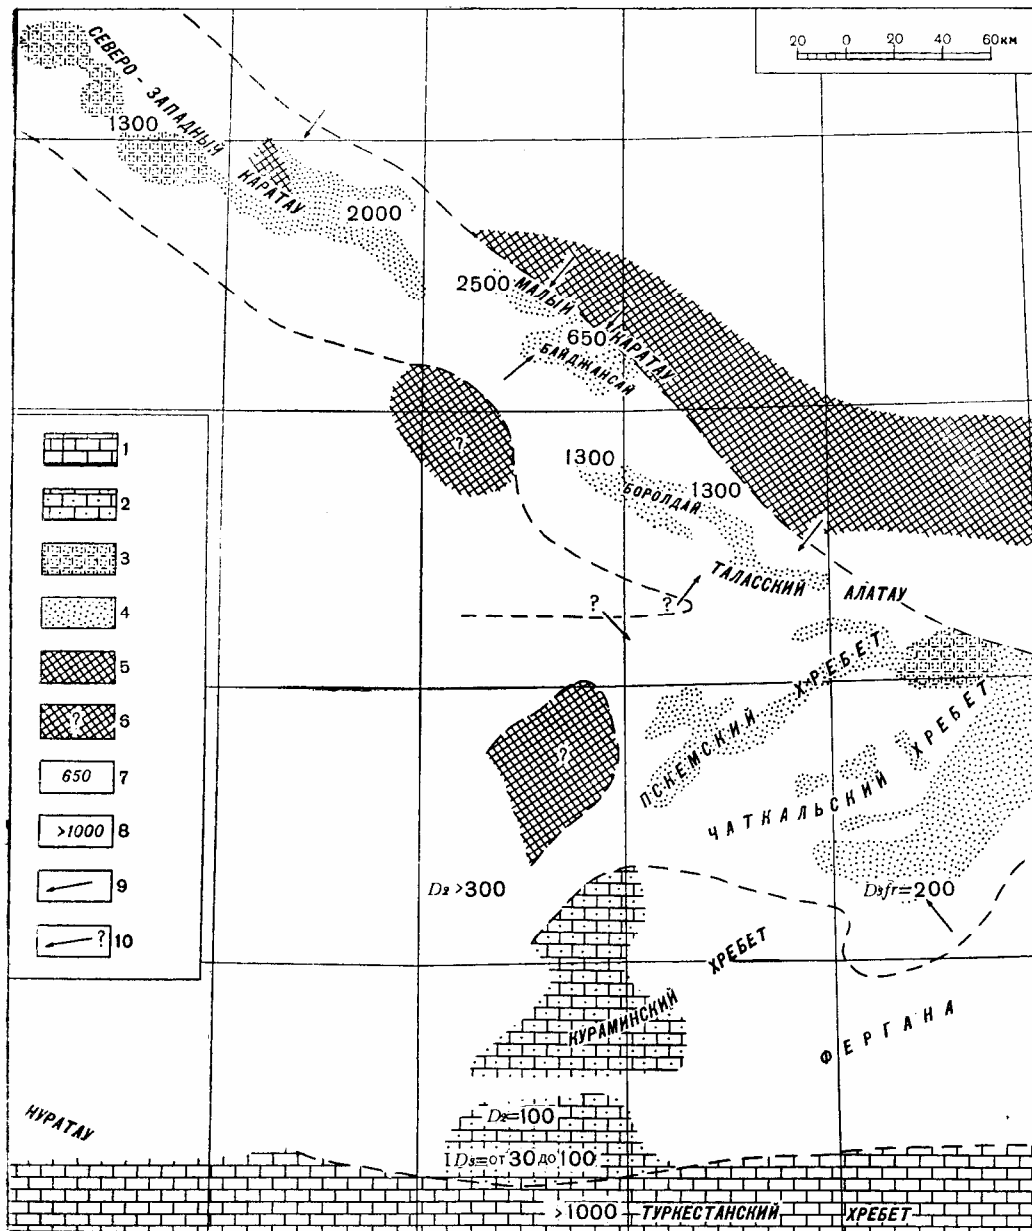 20 0 20 40 60км
СЕВЕРО - ЗАПАДНЫЙ
КАРАТАУ
1300
2000
2500
МАЛЫЙ
КАРАТАУ
650
БАЙДЖАНСАЙ
?
1300
1300
БОРОЛДАЙ
ТАЛАССКИЙ АЛАТАУ
? ?
ПСКЕМСКИЙ ХРЕБЕТ
?
ЧАТКАЛЬСКИЙ ХРЕБЕТ
D₂ >300
D₃fr=200
КУРАМИНСКИЙ ХРЕБЕТ
ФЕРГАНА
НУРАТАУ
D₂=100
D₃=от 30 до 100
>1000 ТУРКЕСТАНСКИЙ ХРЕБЕТ
1
2
3
4
5
? 6
650 7
>1000 8
9
? 10